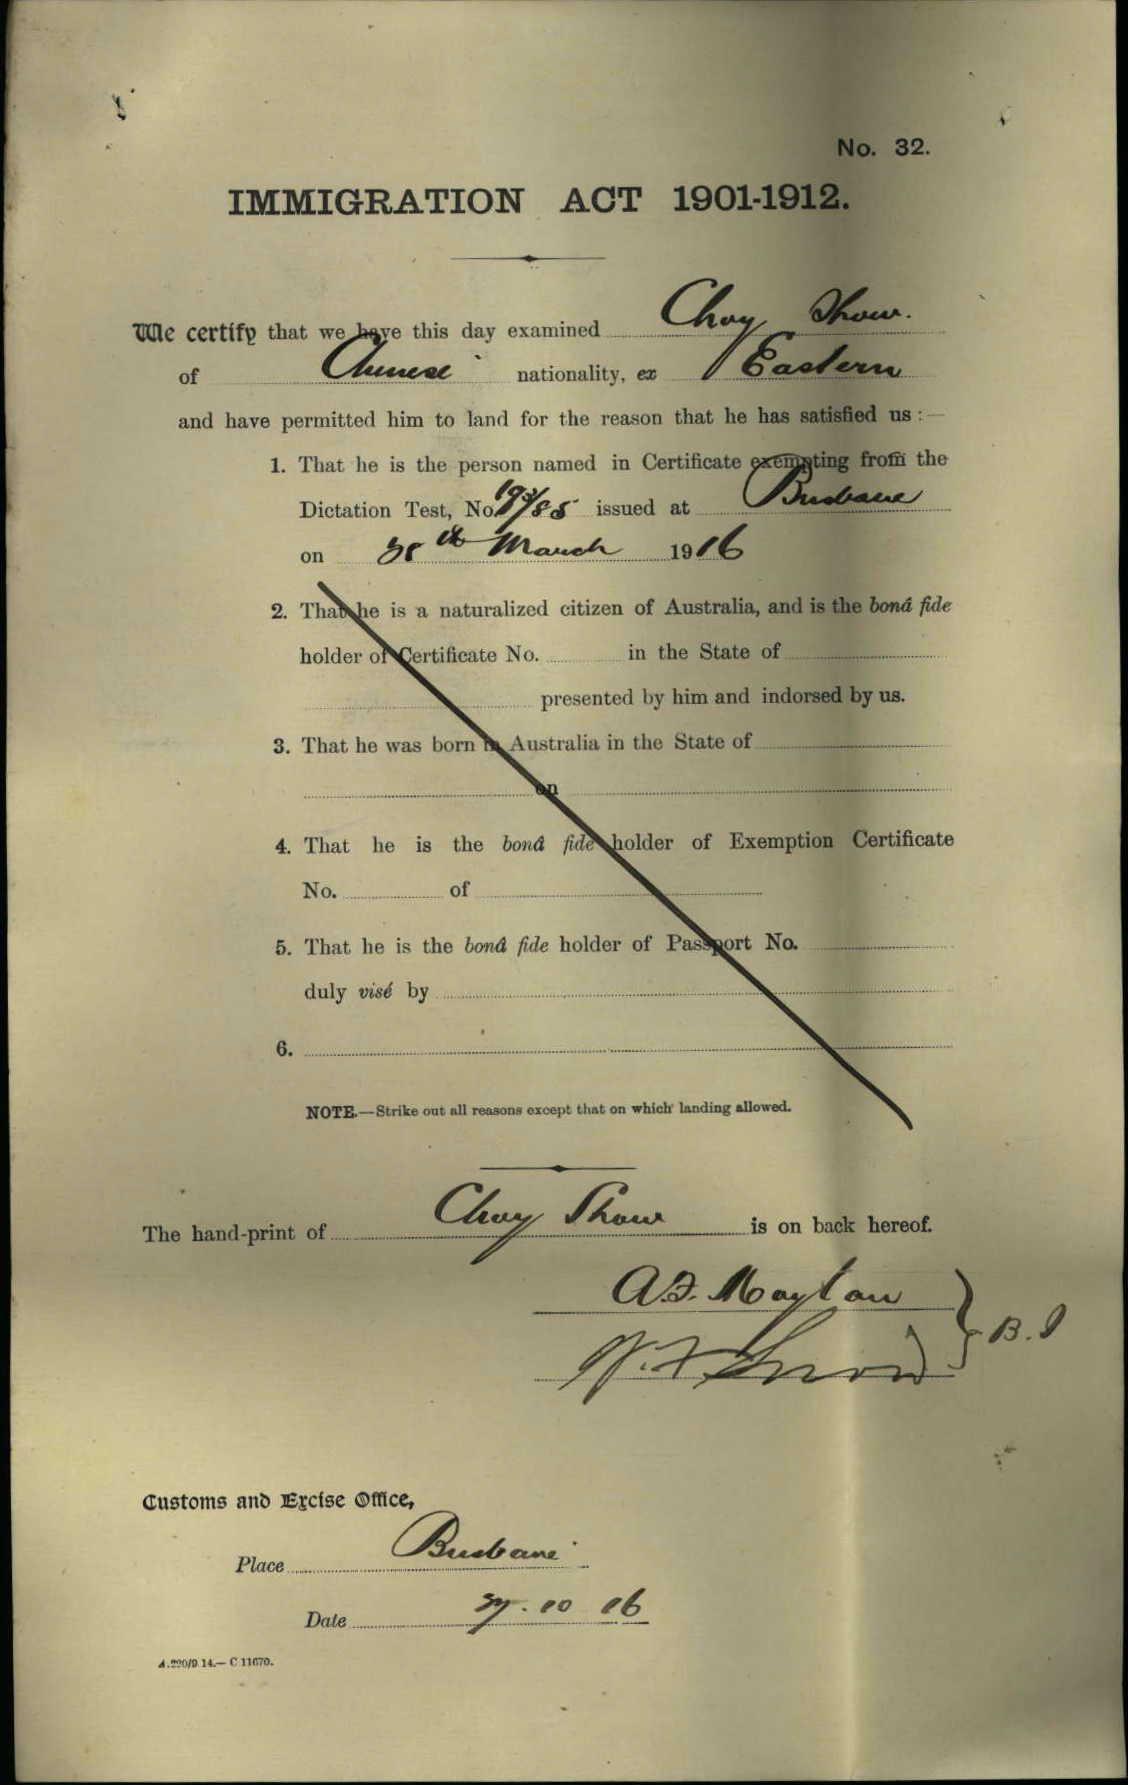 No. 32.
IMMIGRATION ACT 1901-1912.
We certify that we have this day examined Choy Show.
of Chinese nationality, ex Eastern
and have permitted him to land for the reason that he has satisfied us :—
1. That he is the person named in Certificate exempting from the
Dictation Test, No. 193/85 issued at Brisbane
on March 1916
2. That he is a naturalized citizen of Australia, and is the bonâ fide
holder of Certificate No. in the State of
presented by him and indorsed by us.
3. That he was born in Australia in the State of
on
4. That he is the bonâ fide holder of Exemption Certificate
No. of
5. That he is the bonâ fide holder of Passport No.
duly visé by
6.
NOTE.—Strike out all reasons except that on which landing allowed.
The hand-print of Choy Show is on back hereof.
A.F.
B.I
Customs and Excise Office,
Place Brisbane
Date 27.10 16
A.220/9.14.— C 11670.